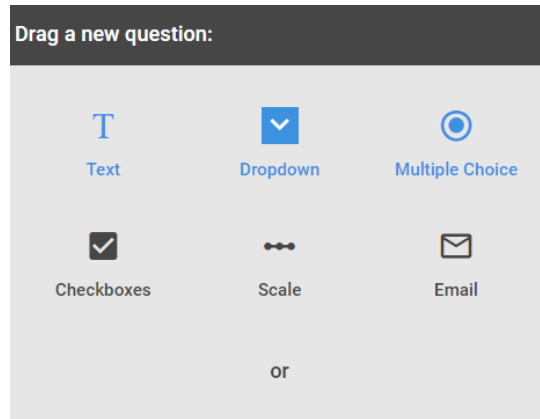 Drag a new question:
Text Dropdown Multiple Choice
Checkboxes Scale Email
or